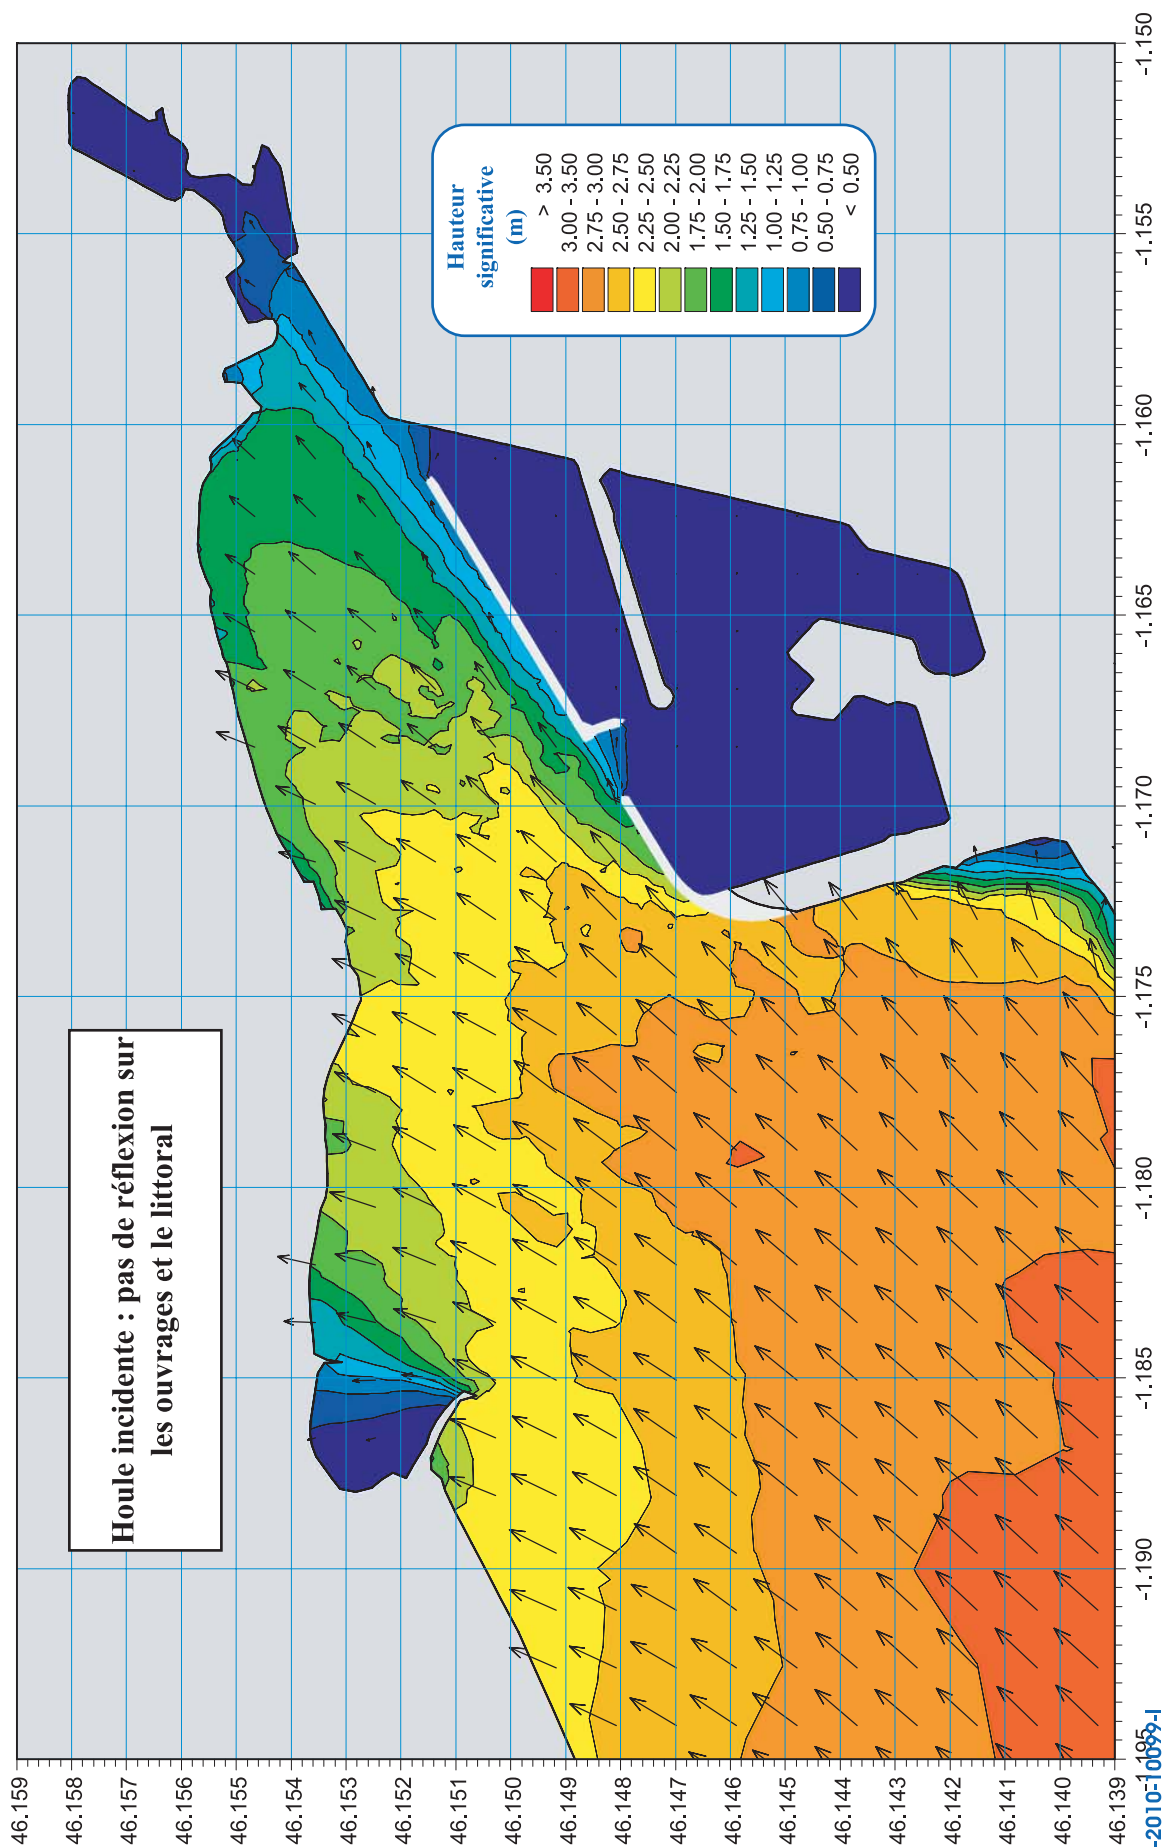 Houle incidente : pas de réflexion sur
les ouvrages et le littoral
Hauteur
significative
(m)
> 3.50
3.00 - 3.50
2.75 - 3.00
2.50 - 2.75
2.25 - 2.50
2.00 - 2.25
1.75 - 2.00
1.50 - 1.75
1.25 - 1.50
1.00 - 1.25
0.75 - 1.00
0.50 - 0.75
< 0.50
46.159
46.158
46.157
46.156
46.155
46.154
46.153
46.152
46.151
46.150
46.149
46.148
46.147
46.146
46.145
46.144
46.143
46.142
46.141
46.140
46.139
-1.195
-1.190
-1.185
-1.180
-1.175
-1.170
-1.165
-1.160
-1.155
-1.150
-2010-10099-I